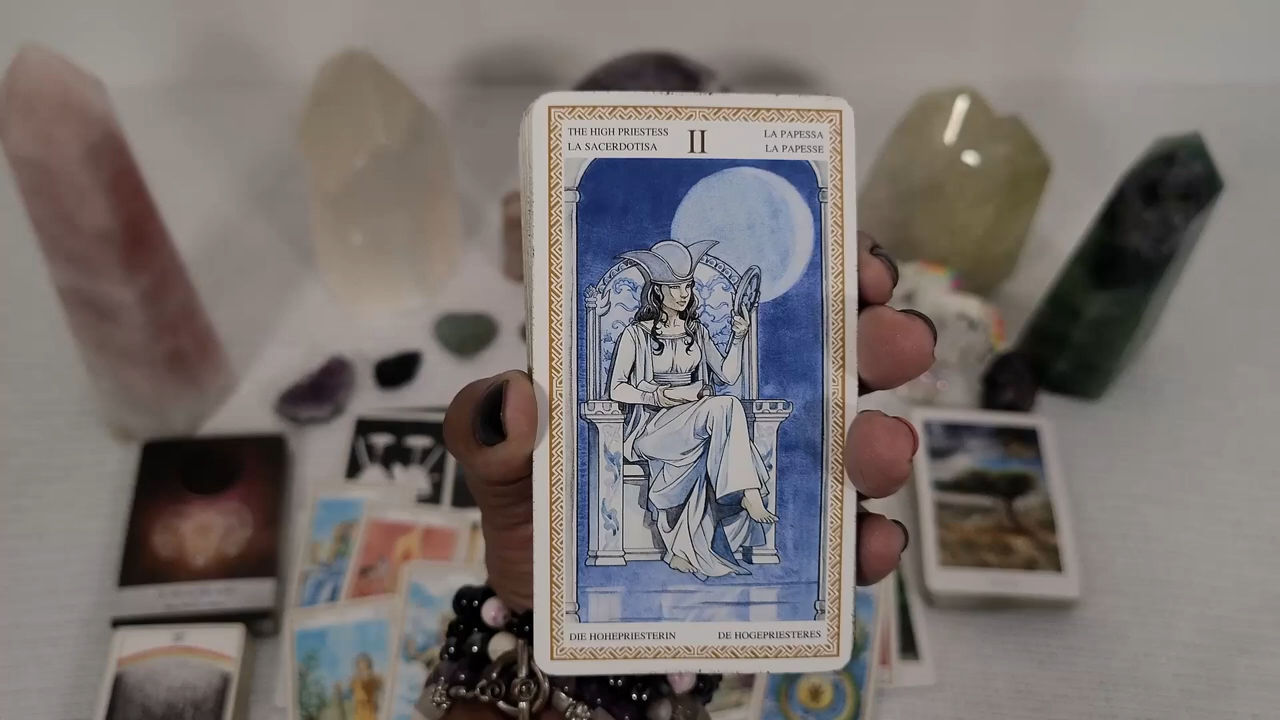 THE HIGH PRIESTESS
LA SACERDOTISA
II
LA PAPESSA
LA PAPESSE
DIE HOHEPRIESTERIN
DE HOGEPRIESTERES